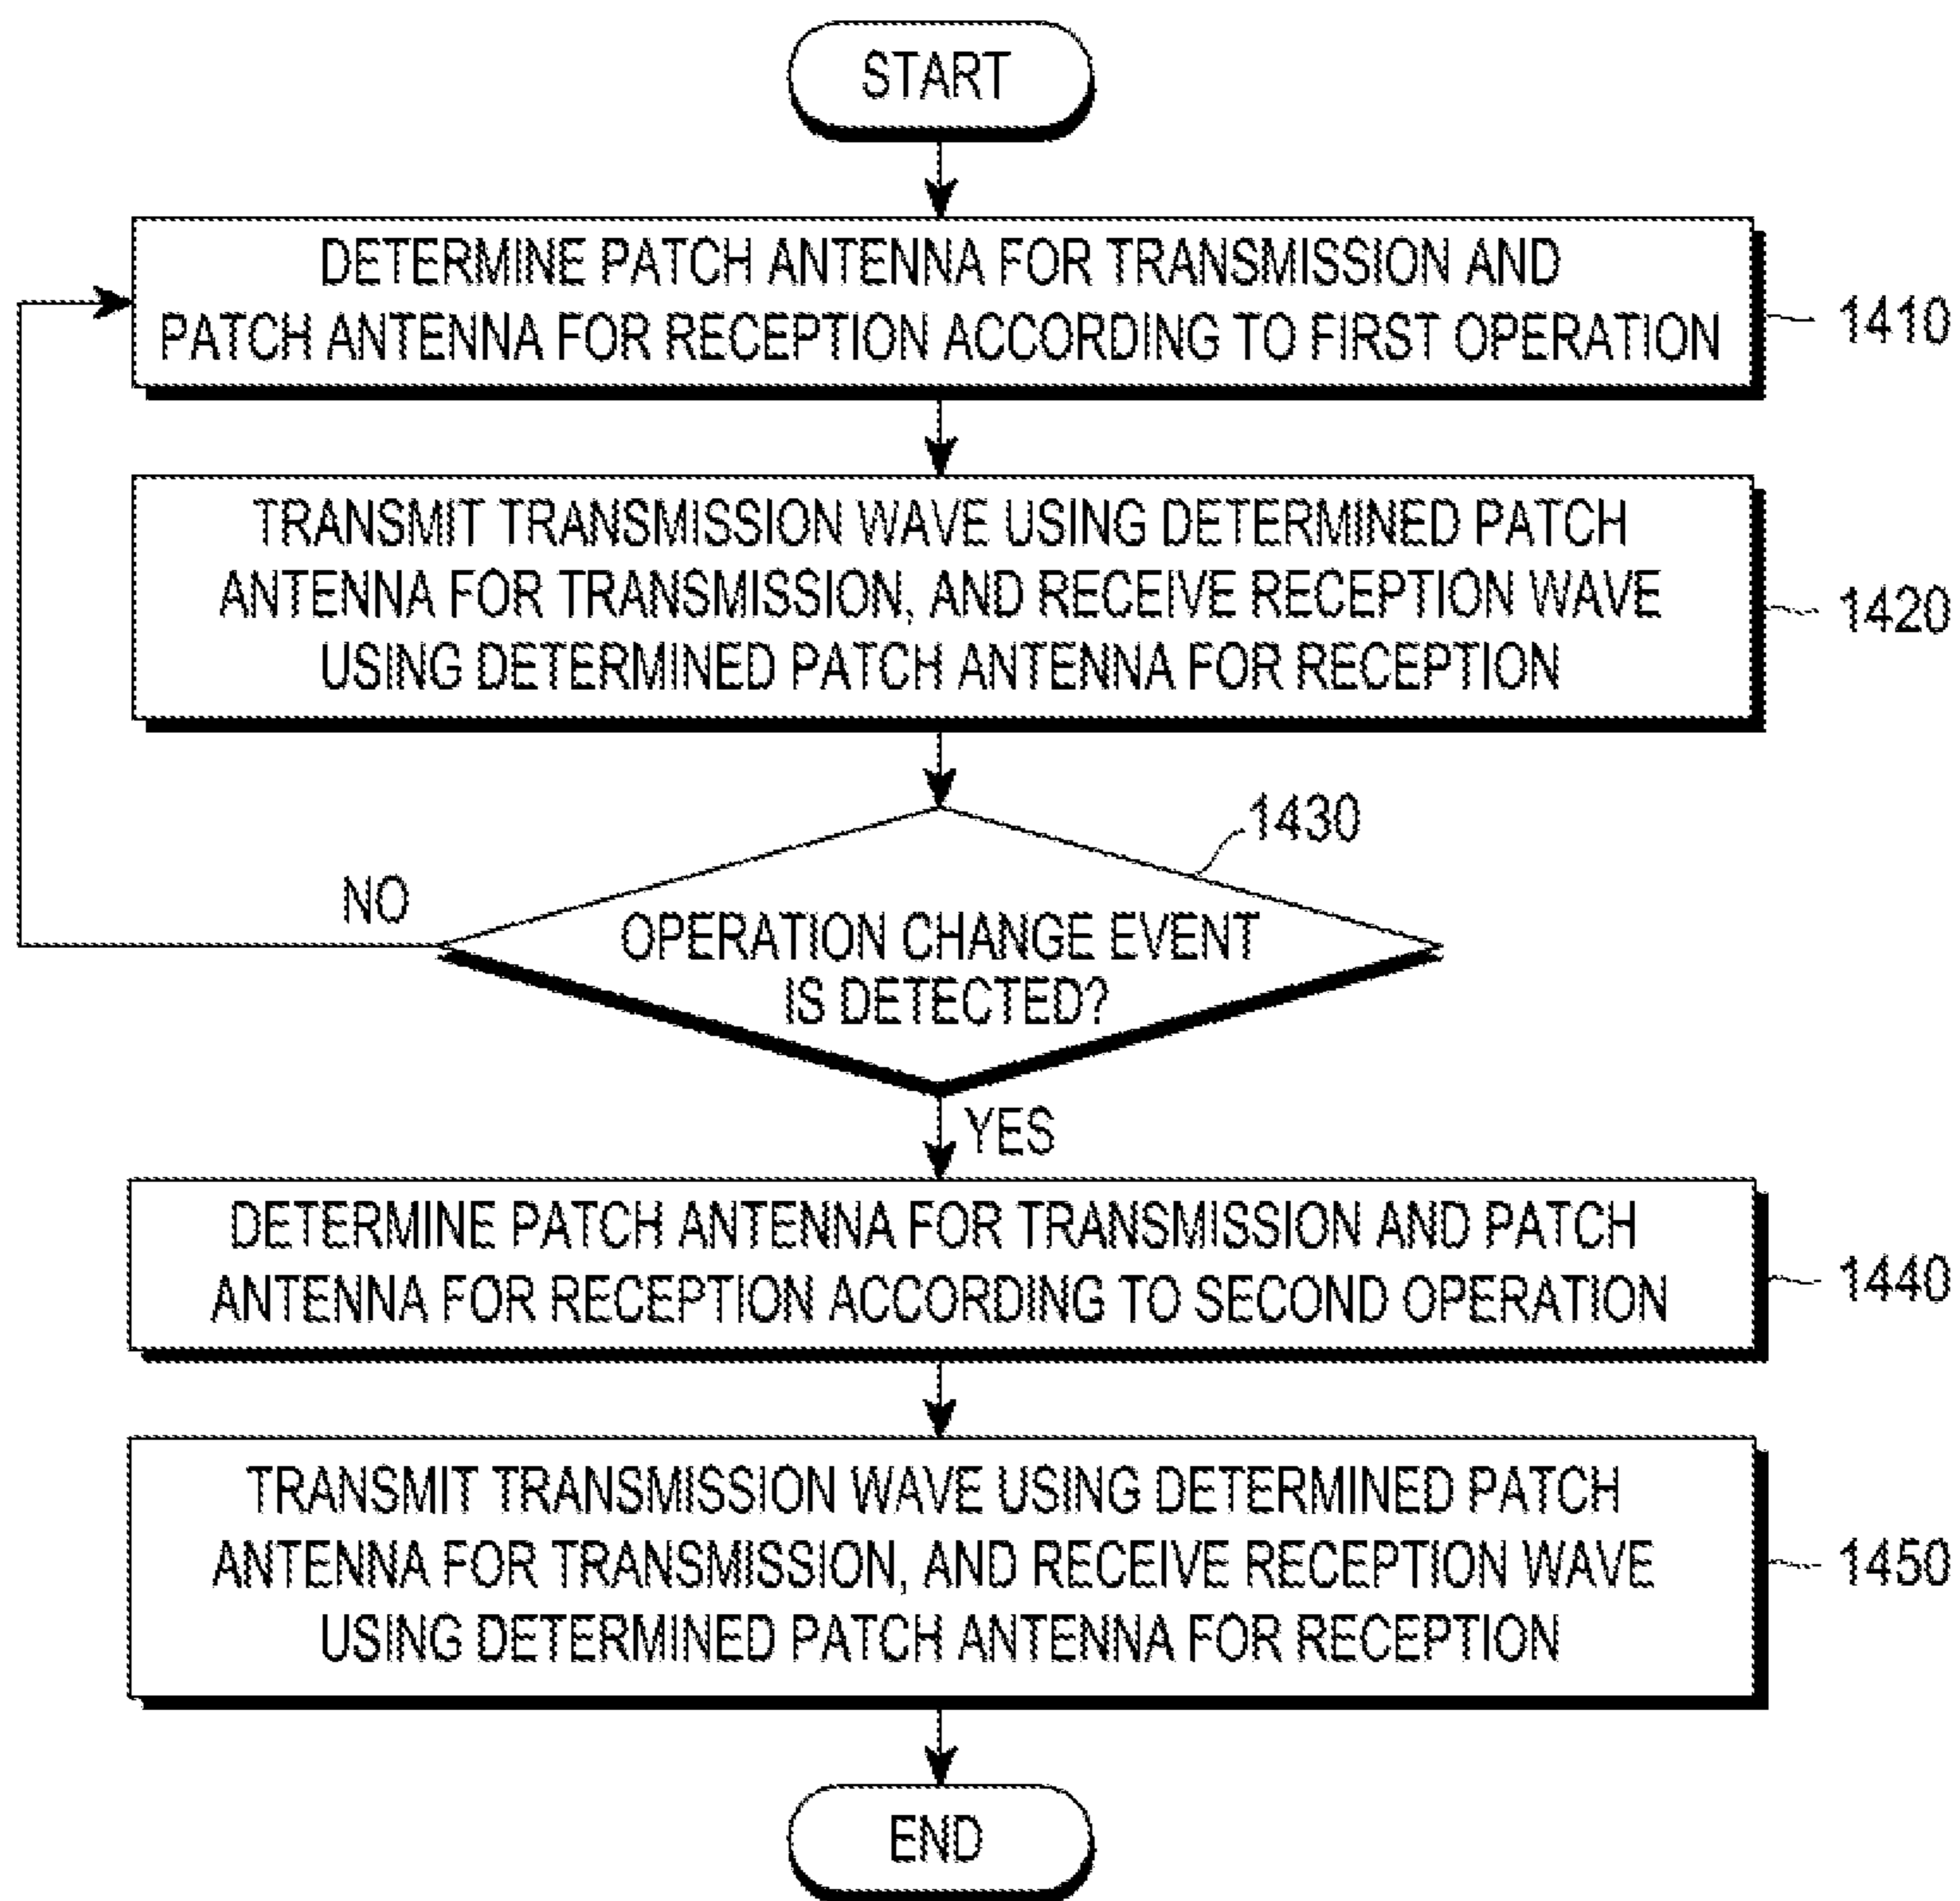 START
DETERMINE PATCH ANTENNA FOR TRANSMISSION AND
PATCH ANTENNA FOR RECEPTION ACCORDING TO FIRST OPERATION
1410
TRANSMIT TRANSMISSION WAVE USING DETERMINED PATCH
ANTENNA FOR TRANSMISSION, AND RECEIVE RECEPTION WAVE
USING DETERMINED PATCH ANTENNA FOR RECEPTION
1420
1430
NO
OPERATION CHANGE EVENT
IS DETECTED?
YES
DETERMINE PATCH ANTENNA FOR TRANSMISSION AND PATCH
ANTENNA FOR RECEPTION ACCORDING TO SECOND OPERATION
1440
TRANSMIT TRANSMISSION WAVE USING DETERMINED PATCH
ANTENNA FOR TRANSMISSION, AND RECEIVE RECEPTION WAVE
USING DETERMINED PATCH ANTENNA FOR RECEPTION
1450
END